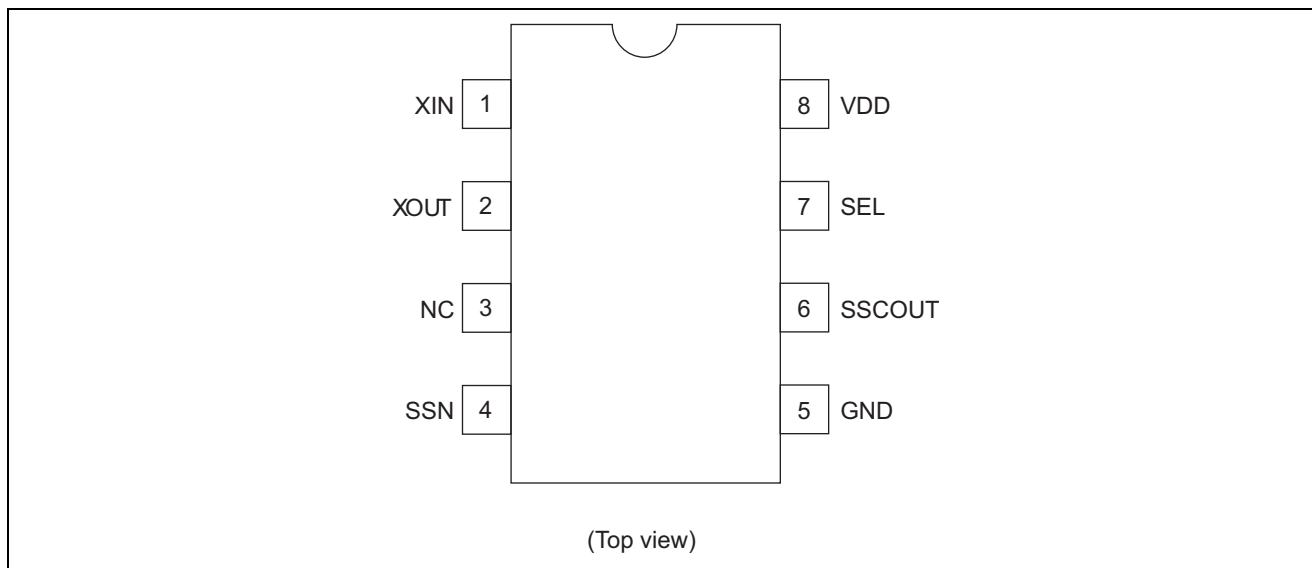 XIN 1 8 VDD
XOUT 2 7 SEL
NC 3 6 SSCOUT
SSN 4 5 GND
(Top view)